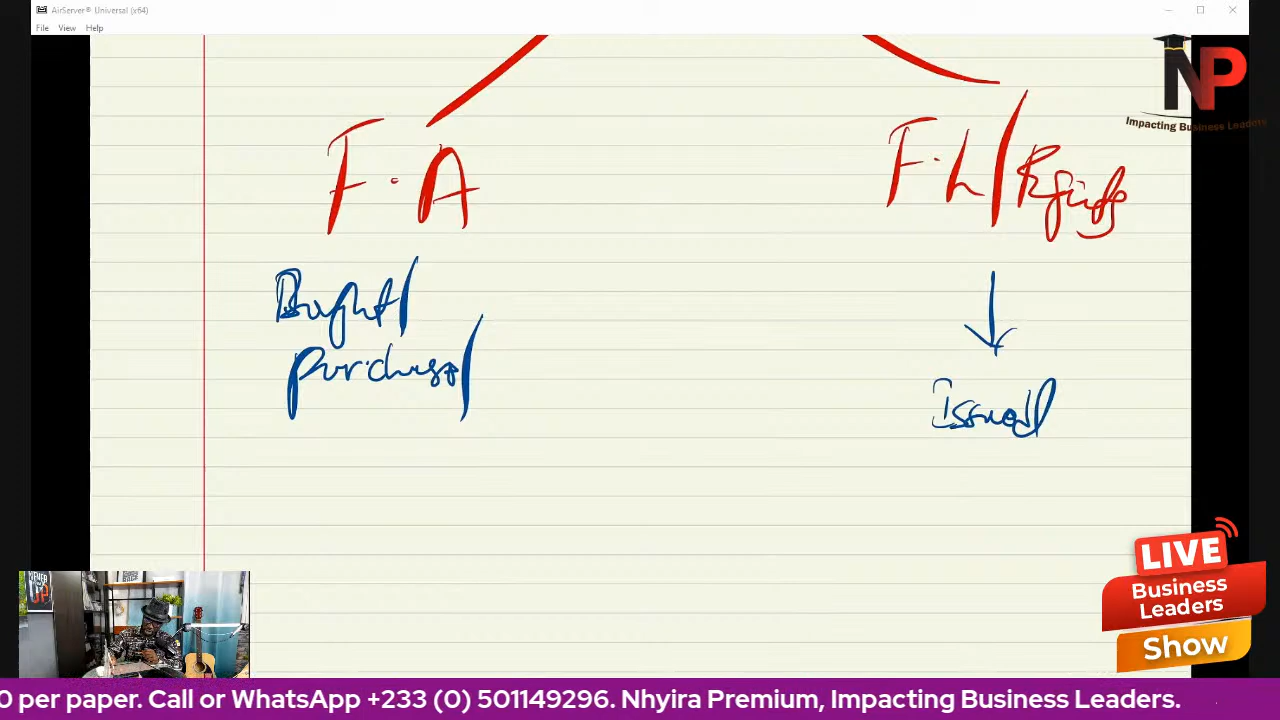 AirServer® Universal (x64)
File View Help
NP
Impacting Business Leaders
F.A
F.L/
Bought/
purchased
Issued
LIVE
Business
Leaders
Show
0 per paper. Call or WhatsApp +233 (0) 501149296. Nhyira Premium, Impacting Business Leaders.